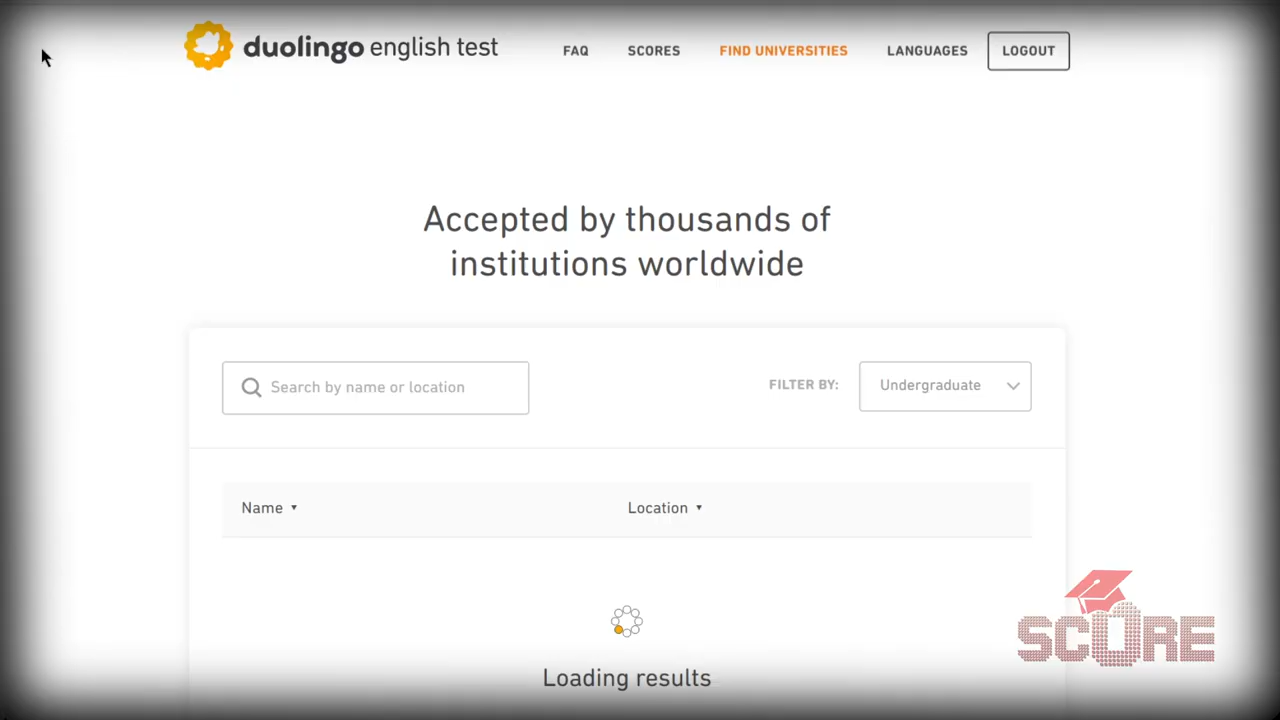 duolingo english test
FAQ
SCORES
FIND UNIVERSITIES
LANGUAGES
LOGOUT
Accepted by thousands of
institutions worldwide
Search by name or location
FILTER BY:
Undergraduate
Name
Location
Loading results
SCORE